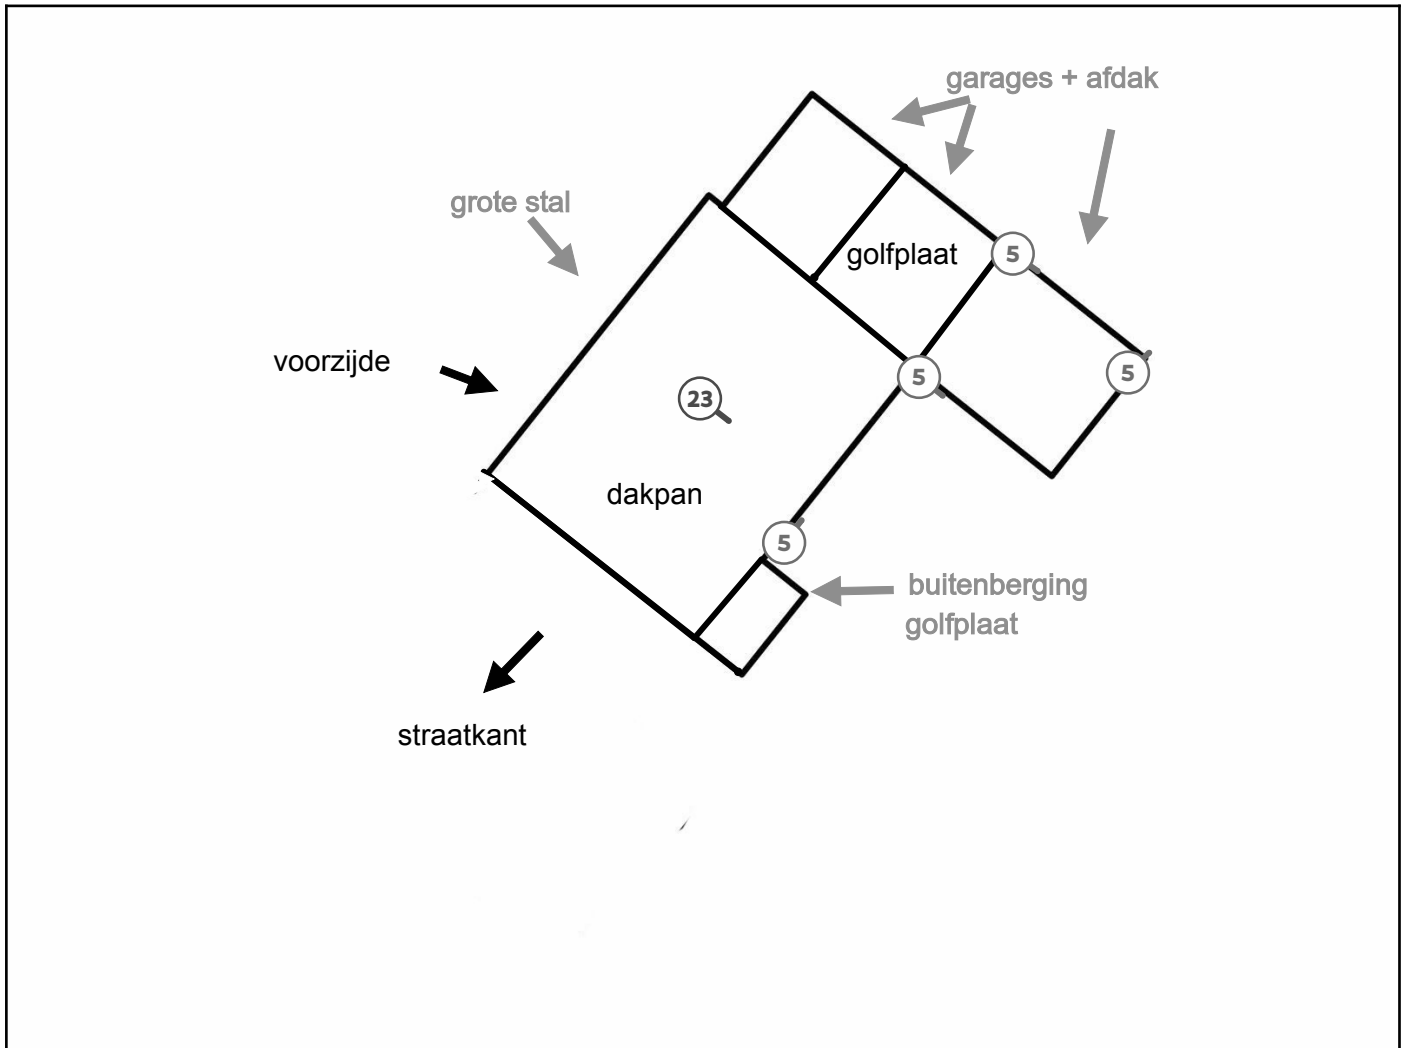 garages + afdak
grote stal
golfplaat
5
voorzijde
5
5
23
dakpan
5
buitenberging
golfplaat
straatkant